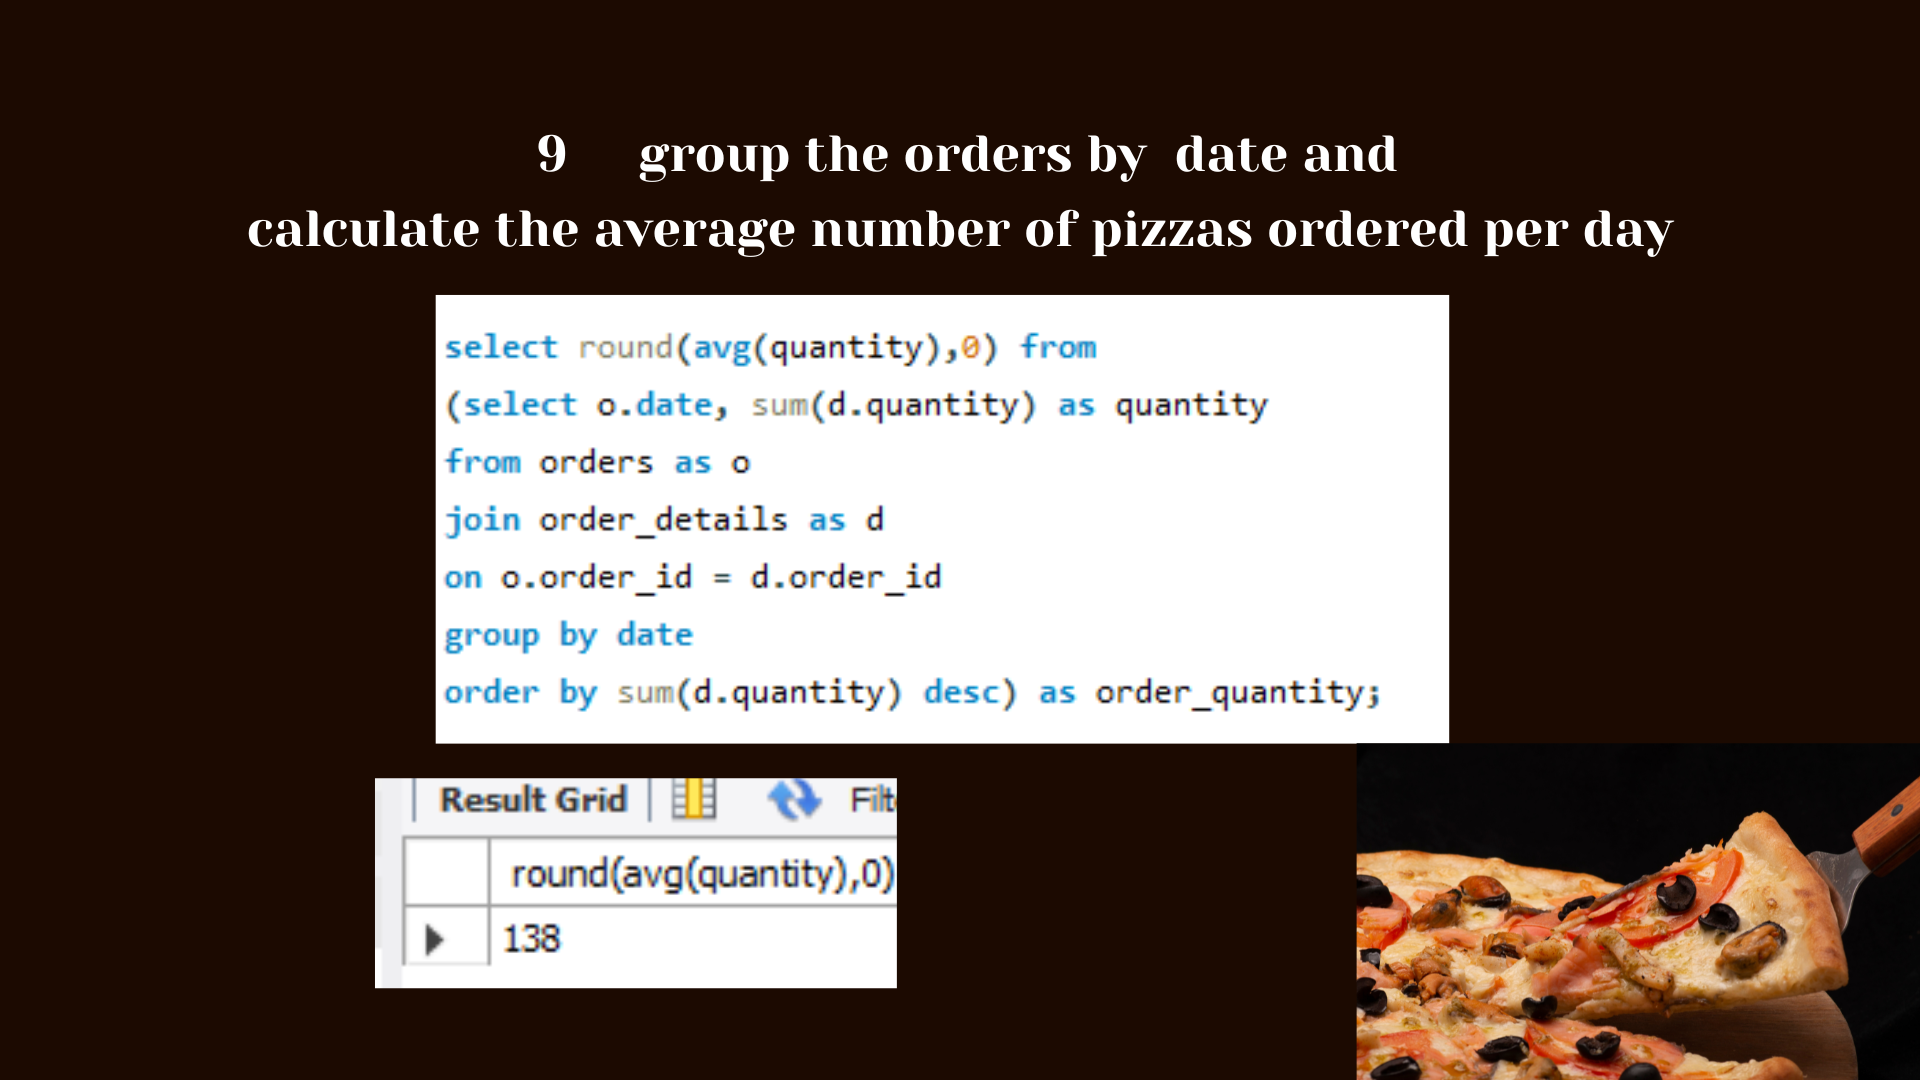 9 group the orders by date and
calculate the average number of pizzas ordered per day
select round(avg(quantity),0) from
(select o.date, sum(d.quantity) as quantity
from orders as o
join order_details as d
on o.order_id = d.order_id
group by date
order by sum(d.quantity) desc) as order_quantity;
Result Grid Filt
round(avg(quantity),0)
138